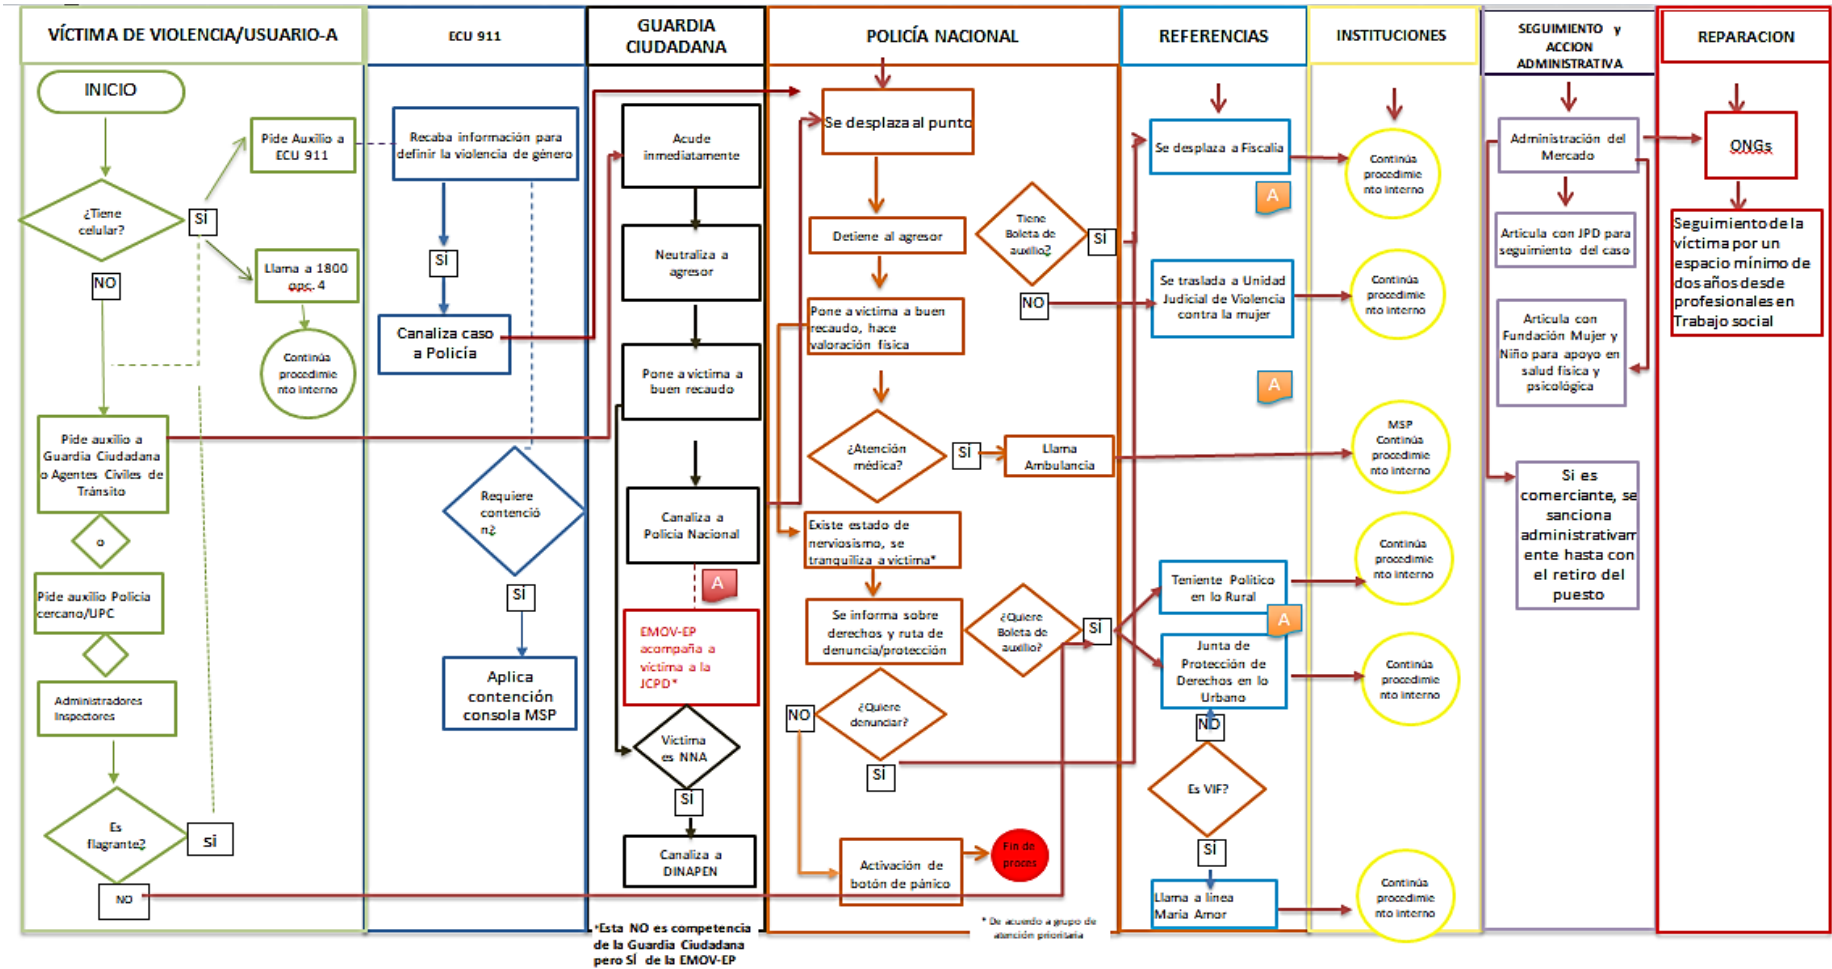 VÍCTIMA DE VIOLENCIA/USUARIO-A
ECU 911
GUARDIA
CIUDADANA
POLICÍA NACIONAL
REFERENCIAS
INSTITUCIONES
SEGUIMIENTO y
ACCION
ADMINISTRATIVA
REPARACION
INICIO
¿Tiene
celular?
SÍ
NO
Pide Auxilio a
ECU 911
Llama a 1800
opc. 4
Continúa
procedimie
nto interno
Pide auxilio a
Guardia Ciudadana
o Agentes Civiles de
Tránsito
o
Pide auxilio Policía
cercano/UPC
Administradores
Inspectores
Es
flagrante?
si
NO
Recaba información para
definir la violencia de género
SÍ
Canaliza caso
a Policía
Requiere
contenció
n?
SÍ
Aplica
contención
consola MSP
Acude
inmediatamente
Neutraliza a
agresor
Pone a víctima a
buen recaudo
Canaliza a
Policía Nacional
A
EMOV-EP
acompaña a
víctima a la
JCPD*
Víctima
es NNA
SÍ
Canaliza a
DINAPEN
*Esta NO es competencia
de la Guardia Ciudadana
pero SÍ de la EMOV-EP
Se desplaza al punto
Detiene al agresor
Tiene
Boleta de
auxilio?
SÍ
NO
Pone a víctima a buen
recaudo, hace
valoración física
¿Atención
médica?
SÍ
Llama
Ambulancia
Existe estado de
nerviosismo, se
tranquiliza a víctima*
Se informa sobre
derechos y ruta de
denuncia/protección
¿Quiere
Boleta de
auxilio?
SÍ
¿Quiere
denunciar?
NO
SÍ
Activación de
botón de pánico
Fin de
proces
* De acuerdo a grupo de
atención prioritaria
Se desplaza a Fiscalía
A
Se traslada a Unidad
Judicial de Violencia
contra la mujer
A
Teniente Político
en lo Rural
A
Junta de
Protección de
Derechos en lo
Urbano
NO
Es VIF?
SÍ
Llama a línea
María Amor
Continúa
procedimie
nto interno
Continúa
procedimie
nto interno
MSP
Continúa
procedimie
nto interno
Continúa
procedimie
nto interno
Continúa
procedimie
nto interno
Continúa
procedimie
nto interno
Administración del
Mercado
Articula con JPD para
seguimiento del caso
Articula con
Fundación Mujer y
Niño para apoyo en
salud física y
psicológica
Si es
comerciante, se
sanciona
administrativam
ente hasta con
el retiro del
puesto
ONGs
Seguimiento de la
víctima por un
espacio mínimo de
dos años desde
profesionales en
Trabajo social